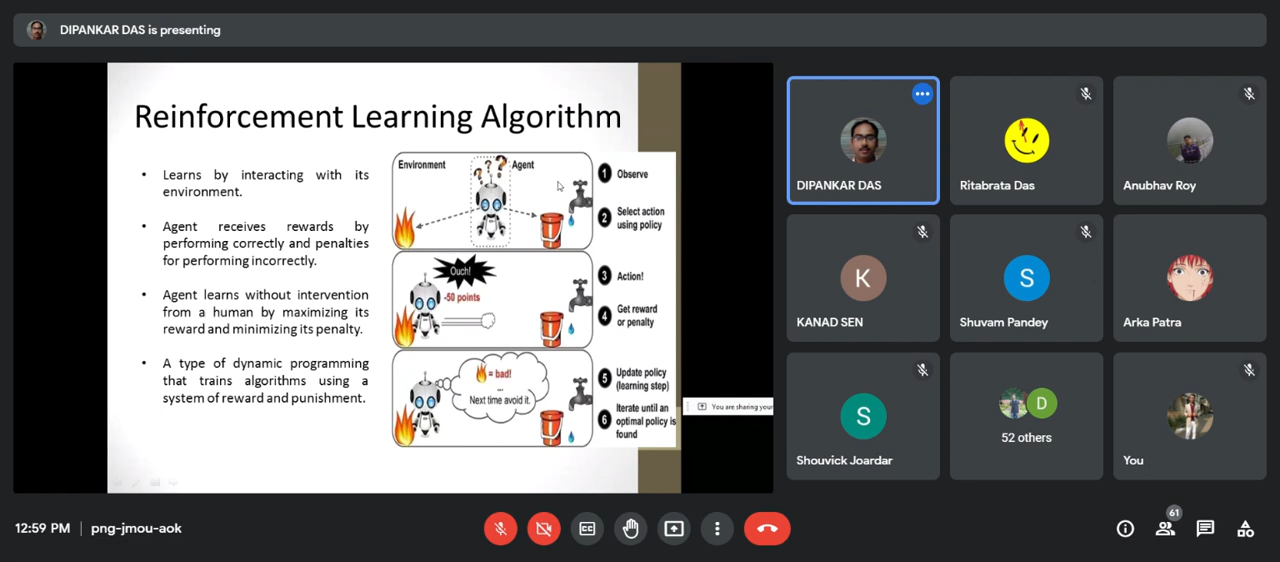 DIPANKAR DAS is presenting
Reinforcement Learning Algorithm
• Learns by interacting with its
environment.
• Agent receives rewards by
performing correctly and penalties
for performing incorrectly.
• Agent learns without intervention
from a human by maximizing its
reward and minimizing its penalty.
• A type of dynamic programming
that trains algorithms using a
system of reward and punishment.
Environment
? ? ?
Agent
1 Observe
2 Select action
using policy
Ouch!
-50 points
3 Action!
4 Get reward
or penalty
= bad!
...
Next time avoid it.
5 Update policy
(learning step)
6 Iterate until an
optimal policy is
found
You are sharing your
DIPANKAR DAS
Ritabrata Das
Anubhav Roy
K
KANAD SEN
S
Shuvam Pandey
Arka Patra
S
Shouvick Joardar
D
52 others
You
12:59 PM | png-jmou-aok
CC
61